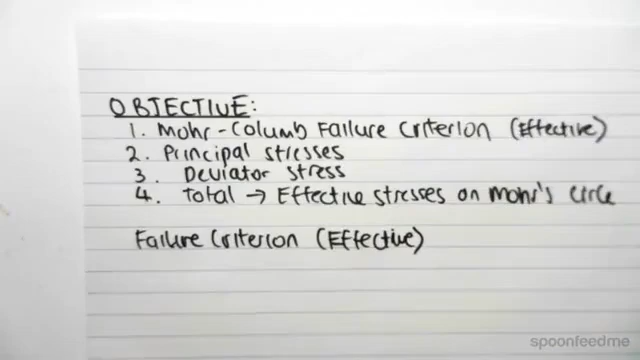 OBJECTIVE:
1. Mohr-Columb Failure Criterion (Effective)
2. Principal stresses
3. Deviator stress
4. Total → Effective stresses on Mohr's Circle
Failure Criterion (Effective)
spoonfeedme